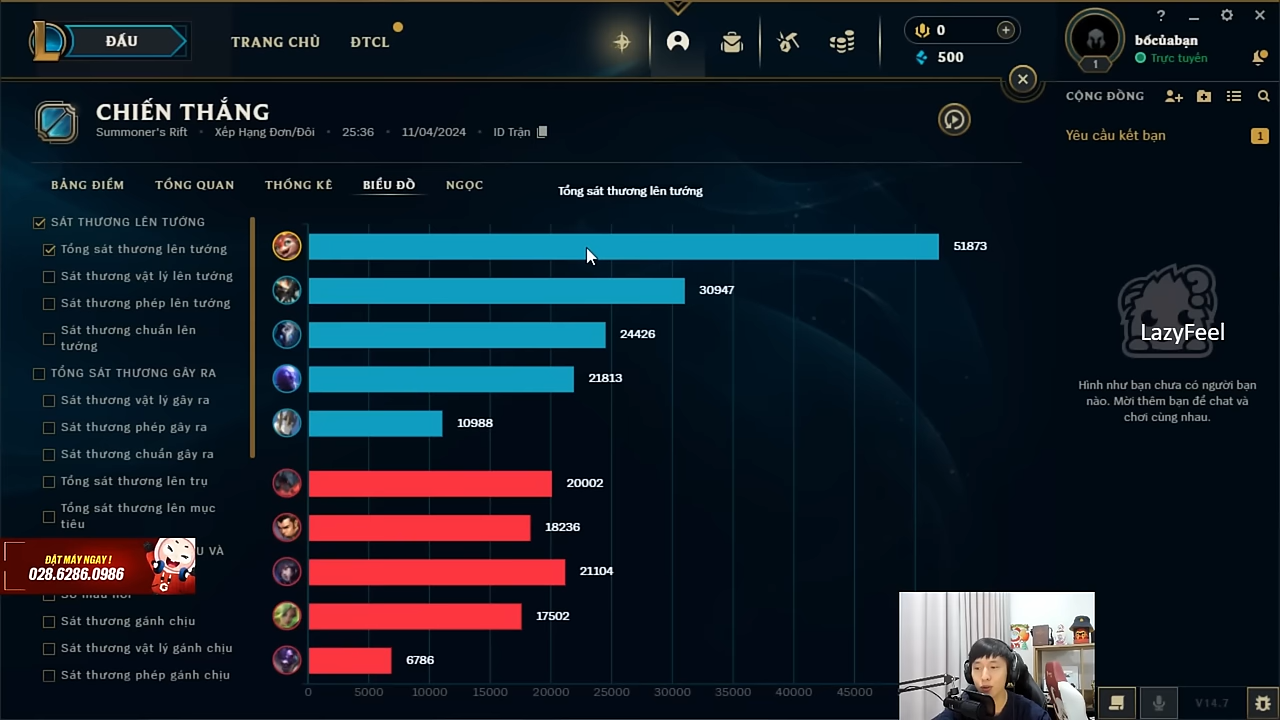 ĐẤU
TRANG CHỦ
ĐTCL
0
500
?
bốcủabạn
Trực tuyến
1
CHIẾN THẮNG
Summoner's Rift • Xếp Hạng Đơn/Đôi • 25:36 • 11/04/2024 • ID Trận
CỘNG ĐỒNG
Yêu cầu kết bạn
1
BẢNG ĐIỂM
TỔNG QUAN
THỐNG KÊ
BIỂU ĐỒ
NGỌC
Tổng sát thương lên tướng
SÁT THƯƠNG LÊN TƯỚNG
Tổng sát thương lên tướng
Sát thương vật lý lên tướng
Sát thương phép lên tướng
Sát thương chuẩn lên
tướng
TỔNG SÁT THƯƠNG GÂY RA
Sát thương vật lý gây ra
Sát thương phép gây ra
Sát thương chuẩn gây ra
Tổng sát thương lên trụ
Tổng sát thương lên mục
tiêu
U VÀ
Sát thương gánh chịu
Sát thương vật lý gánh chịu
Sát thương phép gánh chịu
ĐẶT MÁY NGAY !
028.6286.0986
51873
30947
24426
21813
10988
20002
18236
21104
17502
6786
0
5000
10000
15000
20000
25000
30000
35000
40000
45000
LazyFeel
Hình như bạn chưa có người bạn
nào. Mời thêm bạn để chat và
chơi cùng nhau.
V14.7